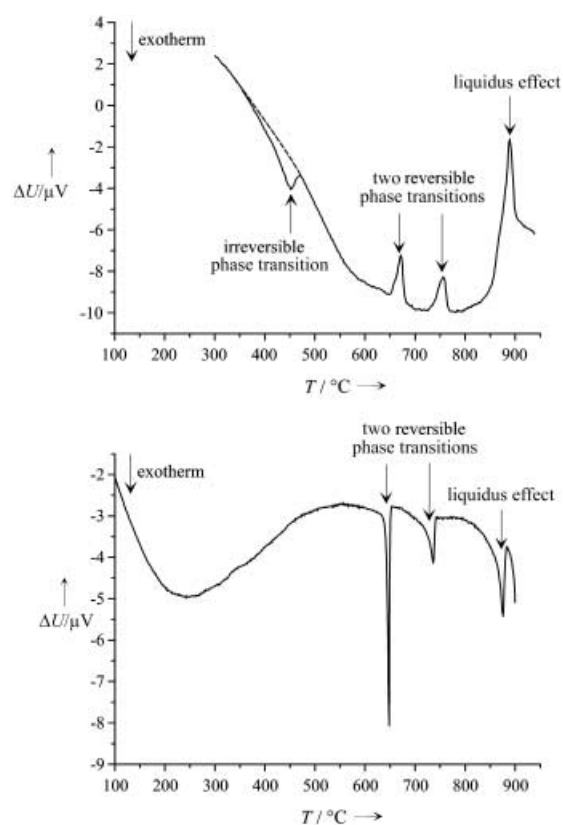 exotherm
liquidus effect
two reversible
phase transitions
irreversible
phase transition
ΔU/µV
4
2
0
-2
-4
-6
-8
-10
100 200 300 400 500 600 700 800 900
T / °C
two reversible
phase transitions
exotherm
liquidus effect
ΔU/µV
-2
-3
-4
-5
-6
-7
-8
-9
100 200 300 400 500 600 700 800 900
T / °C